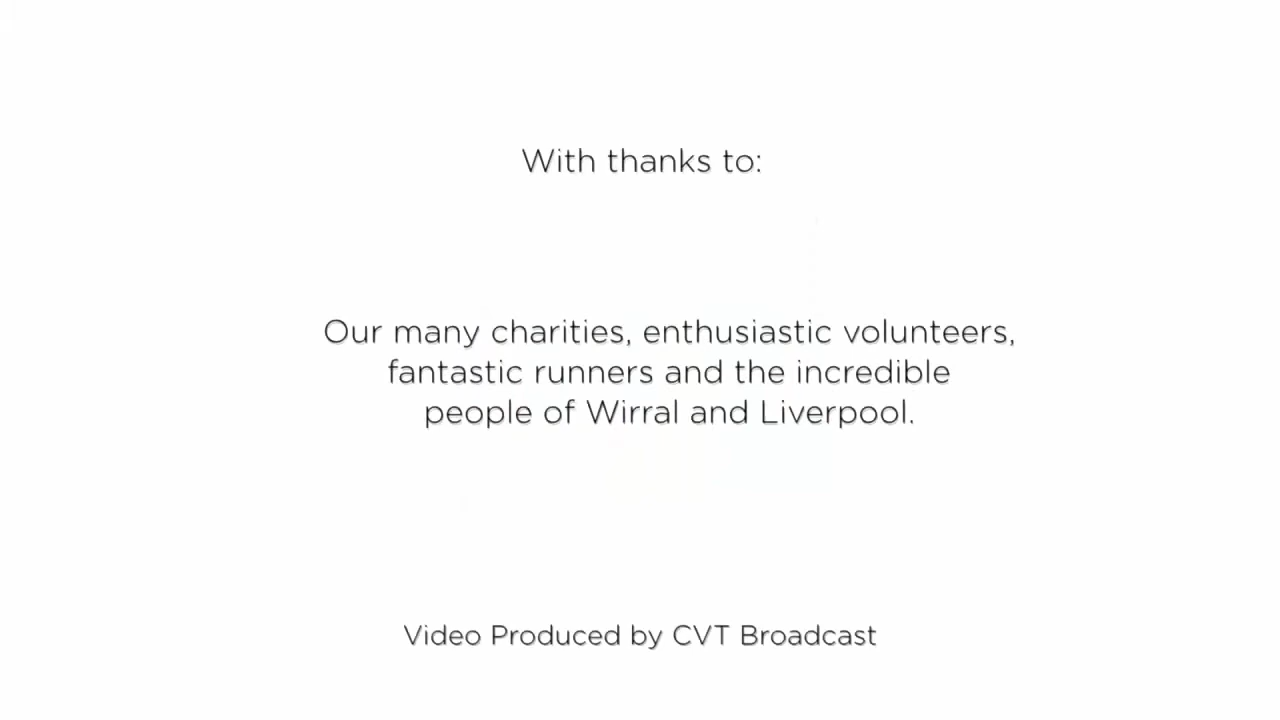 With thanks to:
Our many charities, enthusiastic volunteers,
fantastic runners and the incredible
people of Wirral and Liverpool.
Video Produced by CVT Broadcast